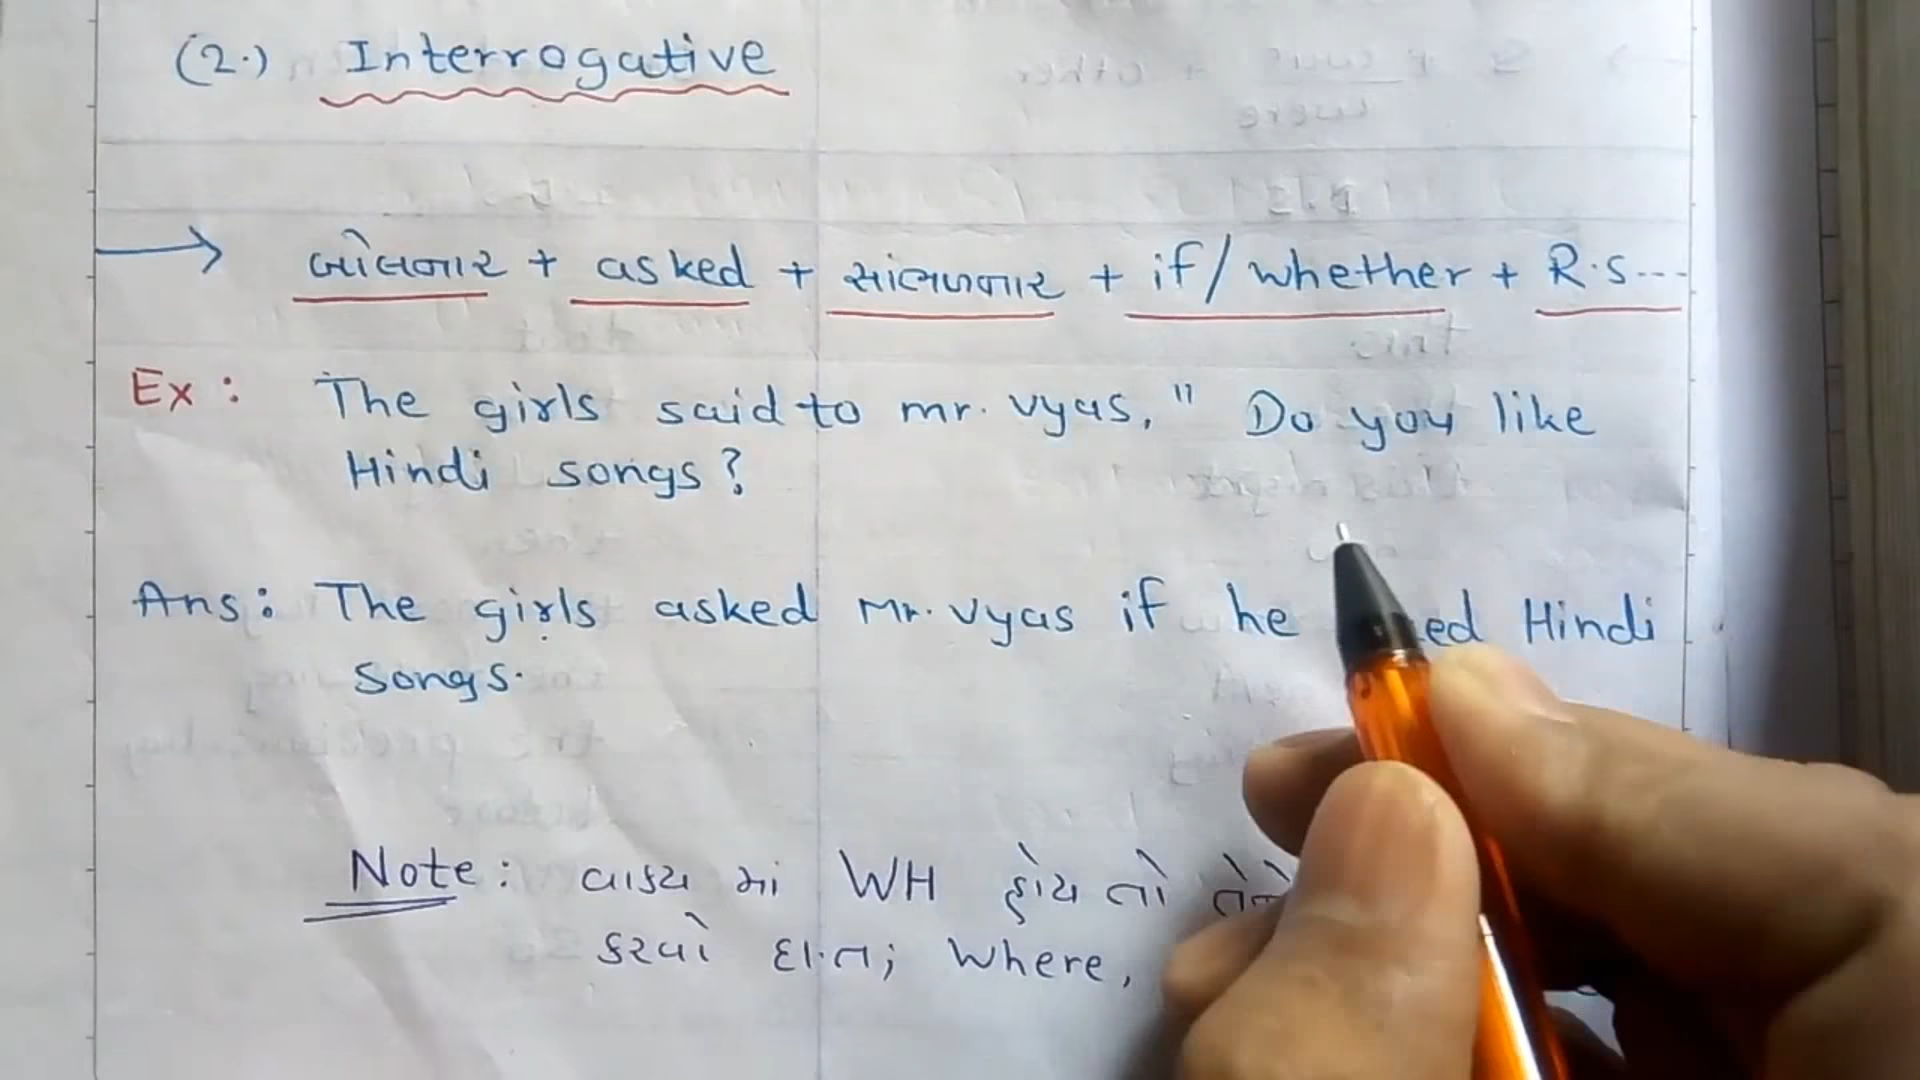 (2.) Interrogative
→ બોલનાર + asked + સાંભળનાર + if/whether + R.S---
Ex: The girls said to mr. vyas, " Do you like
Hindi songs?
Ans: The girls asked Mr. vyas if he Hindi
songs.
Note: વાકય માં WH હોય તો
કરવો દા.ત; Where,